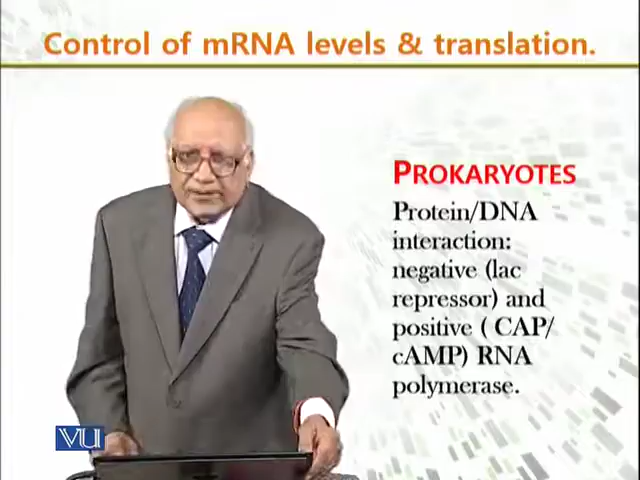 Control of mRNA levels & translation.
PROKARYOTES
Protein/DNA
interaction:
negative (lac
repressor) and
positive ( CAP/
cAMP) RNA
polymerase.
VU